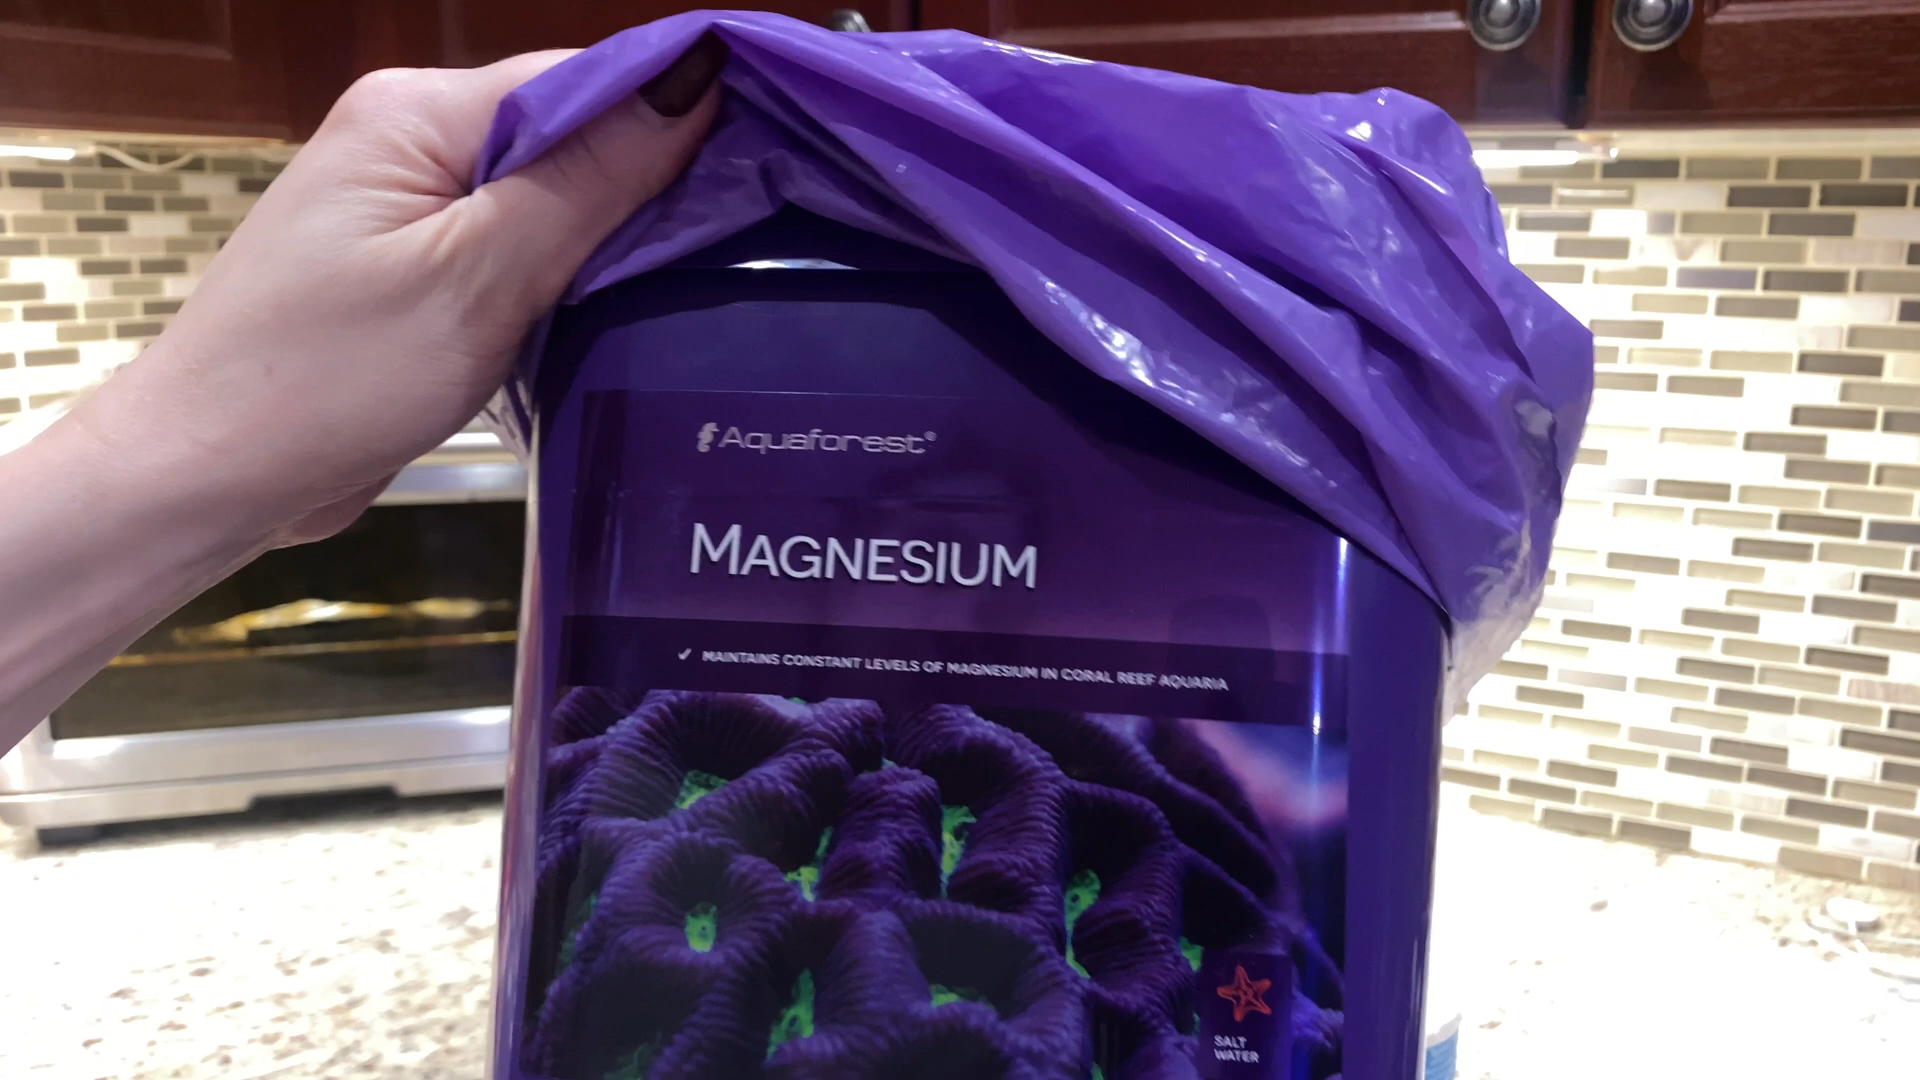 Aquaforest®
MAGNESIUM
✓ MAINTAINS CONSTANT LEVELS OF MAGNESIUM IN CORAL REEF AQUARIA
SALT
WATER